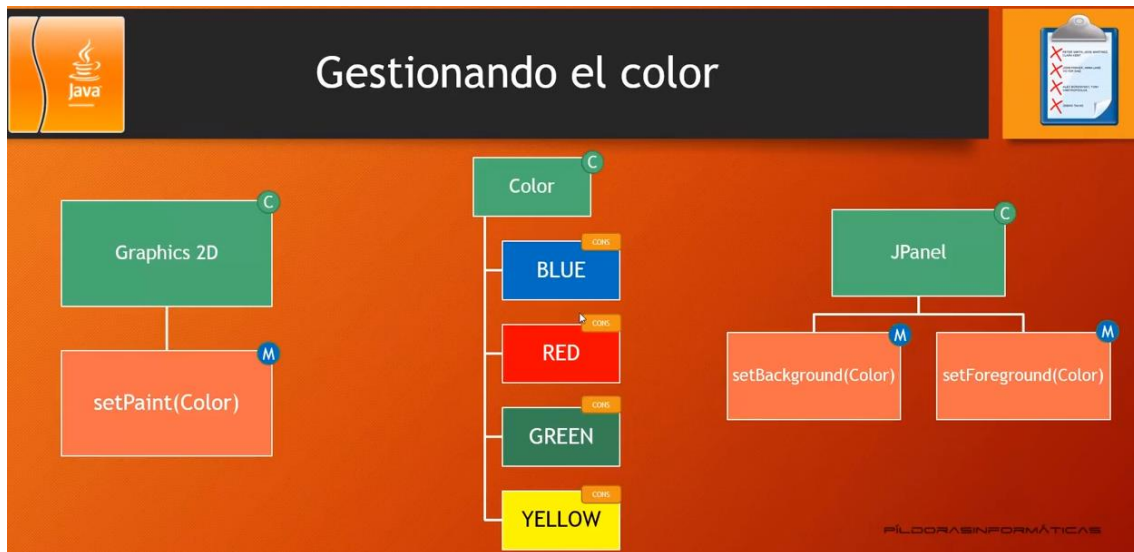 Java
Gestionando el color
C
Graphics 2D
M
setPaint(Color)
C
Color
CONS
BLUE
CONS
RED
CONS
GREEN
CONS
YELLOW
C
JPanel
M
setBackground(Color)
M
setForeground(Color)
PÍLDORASINFORMÁTICAS